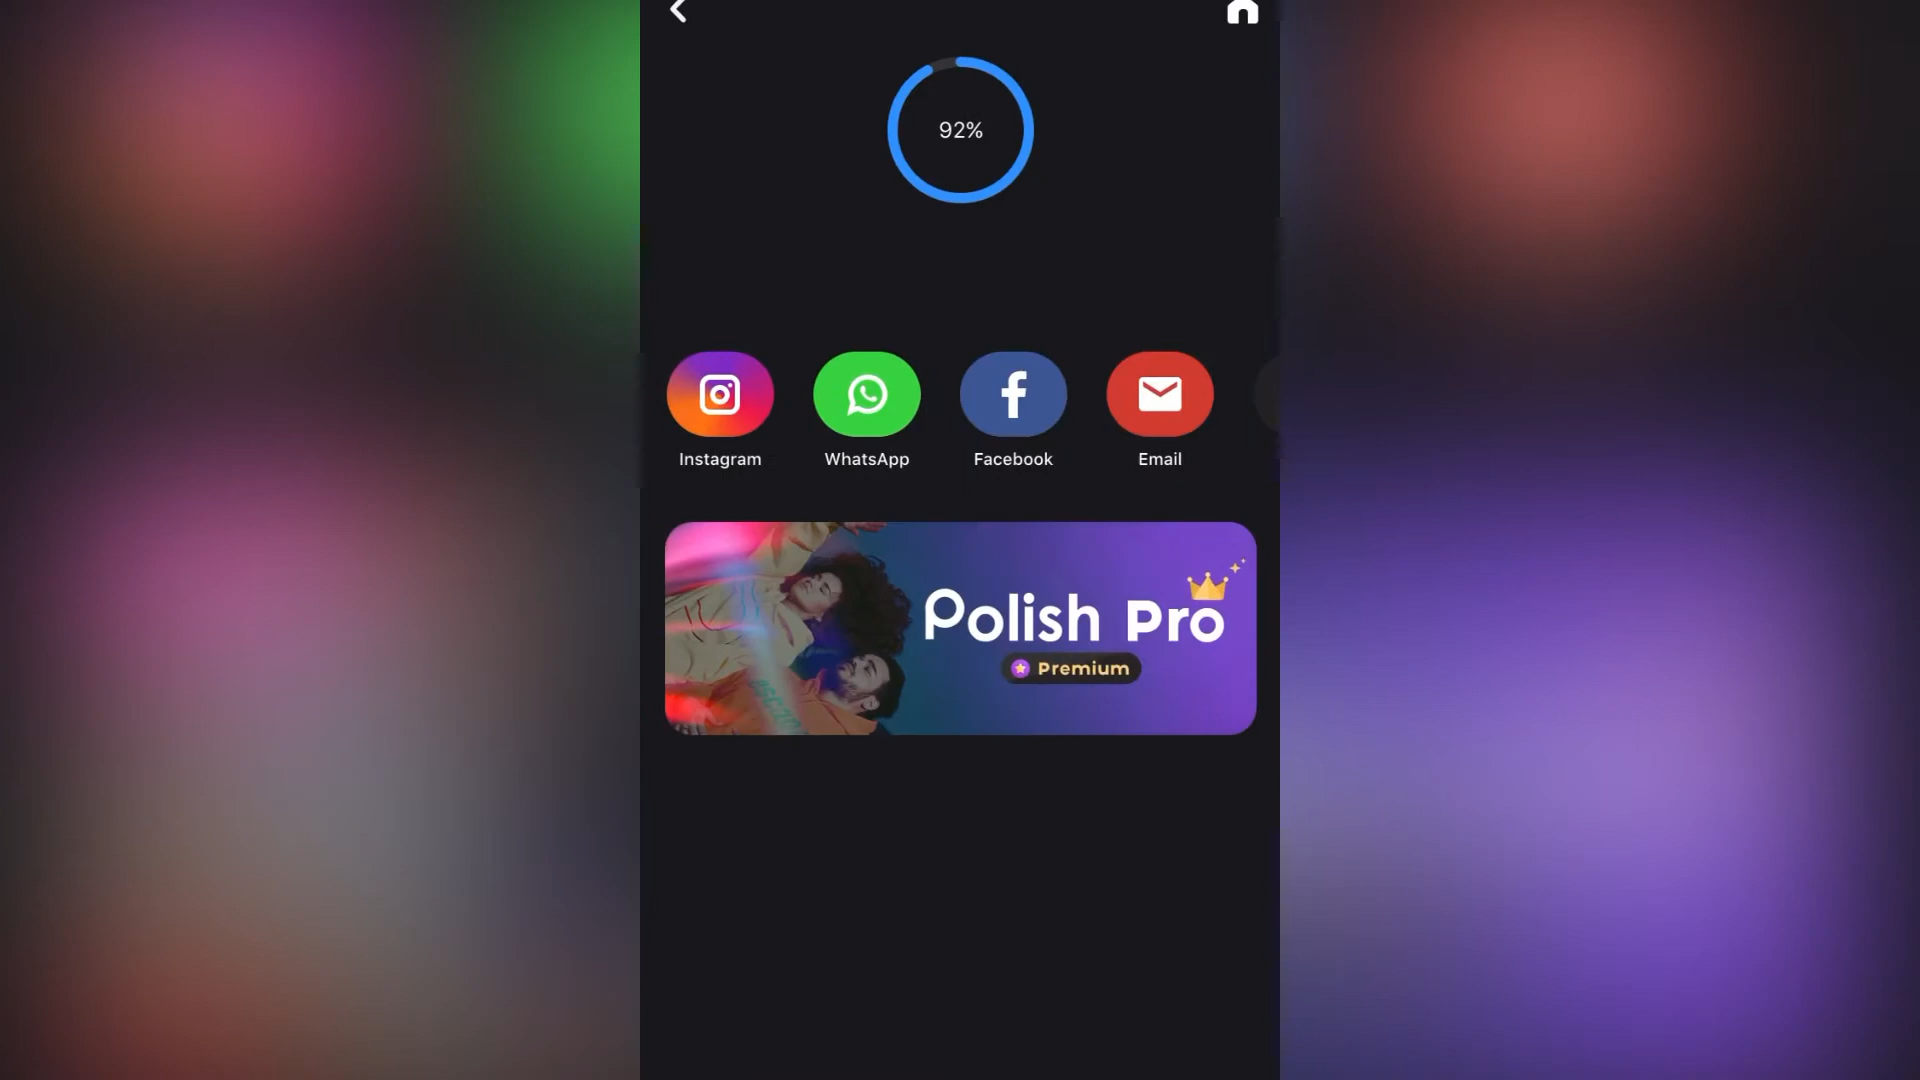 92%
Instagram
WhatsApp
Facebook
Email
Polish Pro
Premium